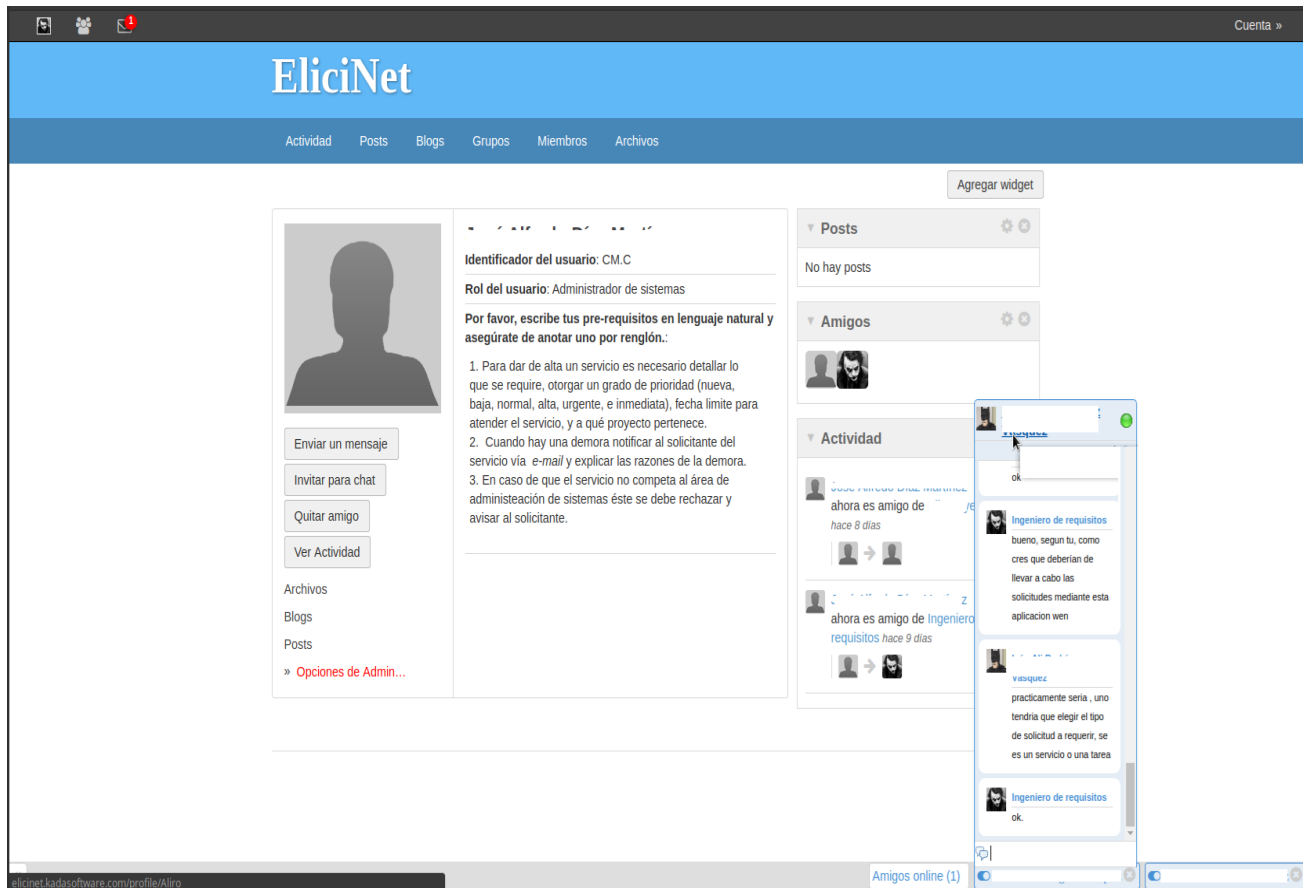 1
Cuenta »
EliciNet
Actividad Posts Blogs Grupos Miembros Archivos
Agregar widget
Identificador del usuario: CM.C
Rol del usuario: Administrador de sistemas
Por favor, escribe tus pre-requisitos en lenguaje natural y
asegúrate de anotar uno por renglón.:
1. Para dar de alta un servicio es necesario detallar lo
que se require, otorgar un grado de prioridad (nueva,
baja, normal, alta, urgente, e inmediata), fecha limite para
atender el servicio, y a qué proyecto pertenece.
2. Cuando hay una demora notificar al solicitante del
servicio vía e-mail y explicar las razones de la demora.
3. En caso de que el servicio no competa al área de
administeación de sistemas éste se debe rechazar y
avisar al solicitante.
Enviar un mensaje
Invitar para chat
Quitar amigo
Ver Actividad
Archivos
Blogs
Posts
» Opciones de Admin...
Posts
No hay posts
Amigos
Actividad
ahora es amigo de
hace 8 días
ahora es amigo de Ingeniero
requisitos hace 9 días
Vásquez
ok
Ingeniero de requisitos
bueno, segun tu, como
cres que deberían de
llevar a cabo las
solicitudes mediante esta
aplicacion wen
Vásquez
practicamente seria , uno
tendria que elegir el tipo
de solicitud a requerir, se
es un servicio o una tarea
Ingeniero de requisitos
ok.
Amigos online (1)
elicinet.kadasoftware.com/profile/Aliro